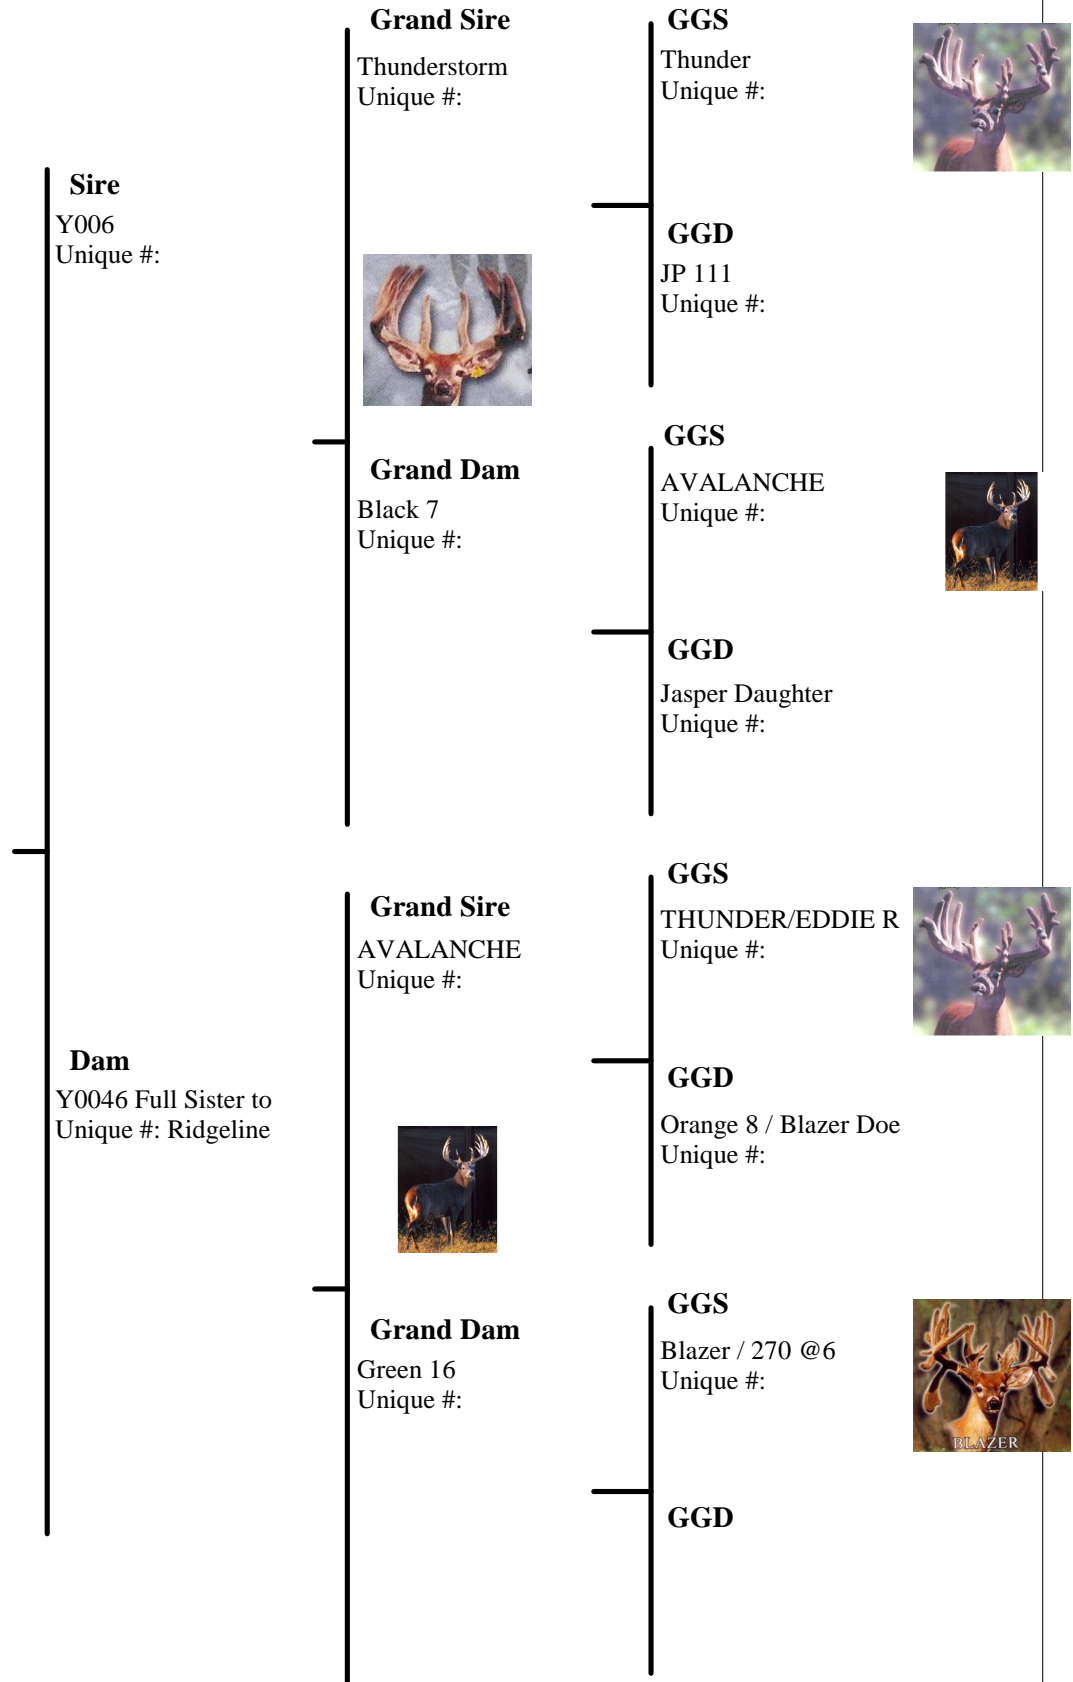 Grand Sire
Thunderstorm
Unique #:
GGS
Thunder
Unique #:
Sire
Y006
Unique #:
GGD
JP 111
Unique #:
Grand Dam
Black 7
Unique #:
GGS
AVALANCHE
Unique #:
GGD
Jasper Daughter
Unique #:
Grand Sire
AVALANCHE
Unique #:
GGS
THUNDER/EDDIE R
Unique #:
Dam
Y0046 Full Sister to
Unique #: Ridgeline
GGD
Orange 8 / Blazer Doe
Unique #:
Grand Dam
Green 16
Unique #:
GGS
Blazer / 270 @6
Unique #:
BLAZER
GGD